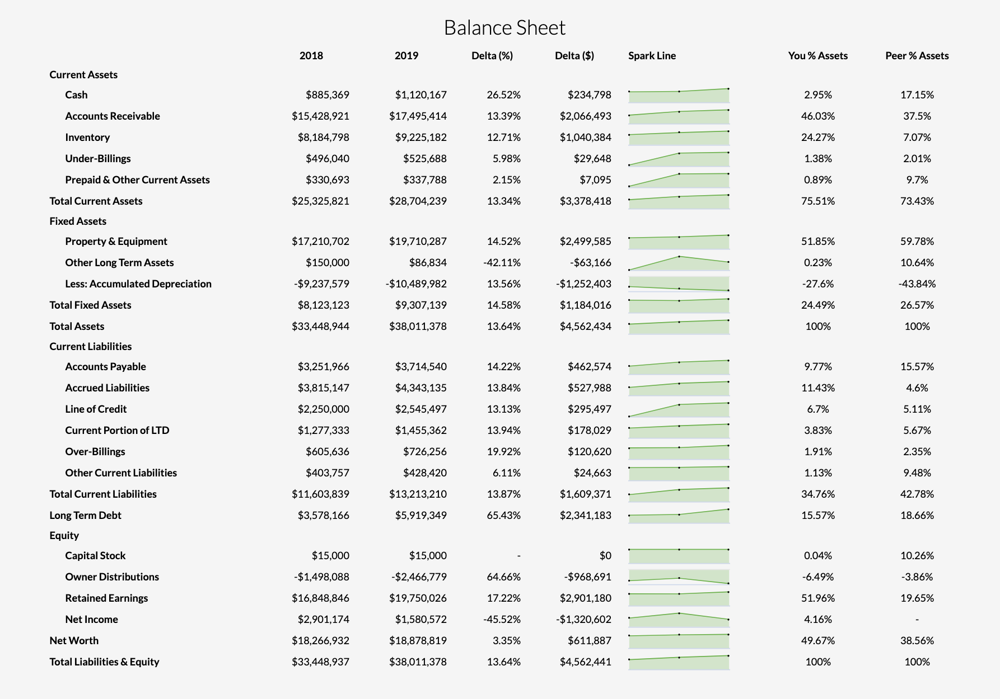 Balance Sheet
2018 2019 Delta (%) Delta ($) Spark Line You % Assets Peer % Assets
Current Assets
Cash $885,369 $1,120,167 26.52% $234,798 2.95% 17.15%
Accounts Receivable $15,428,921 $17,495,414 13.39% $2,066,493 46.03% 37.5%
Inventory $8,184,798 $9,225,182 12.71% $1,040,384 24.27% 7.07%
Under-Billings $496,040 $525,688 5.98% $29,648 1.38% 2.01%
Prepaid & Other Current Assets $330,693 $337,788 2.15% $7,095 0.89% 9.7%
Total Current Assets $25,325,821 $28,704,239 13.34% $3,378,418 75.51% 73.43%
Fixed Assets
Property & Equipment $17,210,702 $19,710,287 14.52% $2,499,585 51.85% 59.78%
Other Long Term Assets $150,000 $86,834 -42.11% -$63,166 0.23% 10.64%
Less: Accumulated Depreciation -$9,237,579 -$10,489,982 13.56% -$1,252,403 -27.6% -43.84%
Total Fixed Assets $8,123,123 $9,307,139 14.58% $1,184,016 24.49% 26.57%
Total Assets $33,448,944 $38,011,378 13.64% $4,562,434 100% 100%
Current Liabilities
Accounts Payable $3,251,966 $3,714,540 14.22% $462,574 9.77% 15.57%
Accrued Liabilities $3,815,147 $4,343,135 13.84% $527,988 11.43% 4.6%
Line of Credit $2,250,000 $2,545,497 13.13% $295,497 6.7% 5.11%
Current Portion of LTD $1,277,333 $1,455,362 13.94% $178,029 3.83% 5.67%
Over-Billings $605,636 $726,256 19.92% $120,620 1.91% 2.35%
Other Current Liabilities $403,757 $428,420 6.11% $24,663 1.13% 9.48%
Total Current Liabilities $11,603,839 $13,213,210 13.87% $1,609,371 34.76% 42.78%
Long Term Debt $3,578,166 $5,919,349 65.43% $2,341,183 15.57% 18.66%
Equity
Capital Stock $15,000 $15,000 - $0 0.04% 10.26%
Owner Distributions -$1,498,088 -$2,466,779 64.66% -$968,691 -6.49% -3.86%
Retained Earnings $16,848,846 $19,750,026 17.22% $2,901,180 51.96% 19.65%
Net Income $2,901,174 $1,580,572 -45.52% -$1,320,602 4.16% -
Net Worth $18,266,932 $18,878,819 3.35% $611,887 49.67% 38.56%
Total Liabilities & Equity $33,448,937 $38,011,378 13.64% $4,562,441 100% 100%